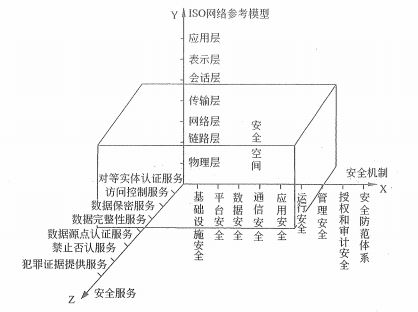 Y
ISO网络参考模型
应用层
表示层
会话层
传输层
网络层
链路层
物理层
安全空间
安全机制
X
对等实体认证服务
访问控制服务
数据保密服务
数据完整性服务
数据源点认证服务
禁止否认服务
犯罪证据提供服务
Z
安全服务
基础设施安全
平台安全
数据安全
通信安全
应用安全
运行安全
管理安全
授权和审计安全
安全防范体系